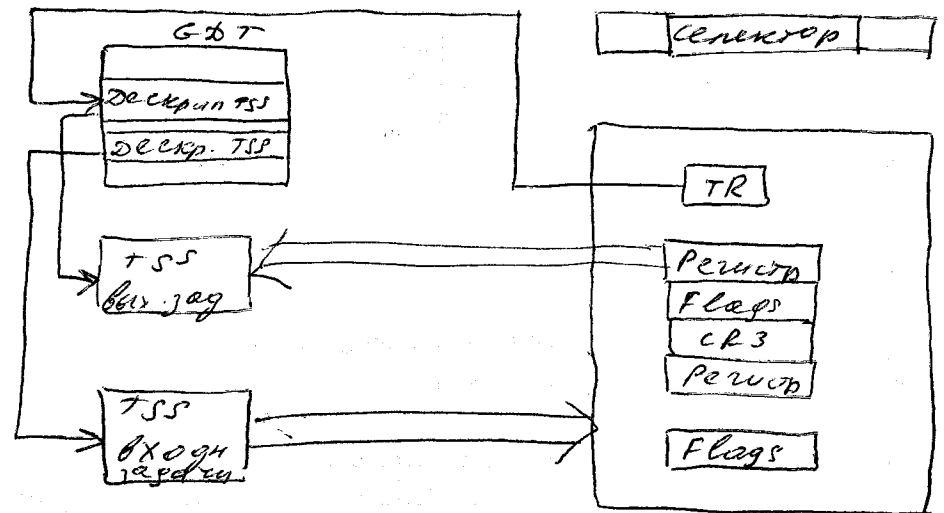 GDT
Селектор
Дескрип TSS
Дескр. TSS
TR
TSS
вых. зад
Регистр
Flags
CR3
Регистр
TSS
входн
задачи
Flags